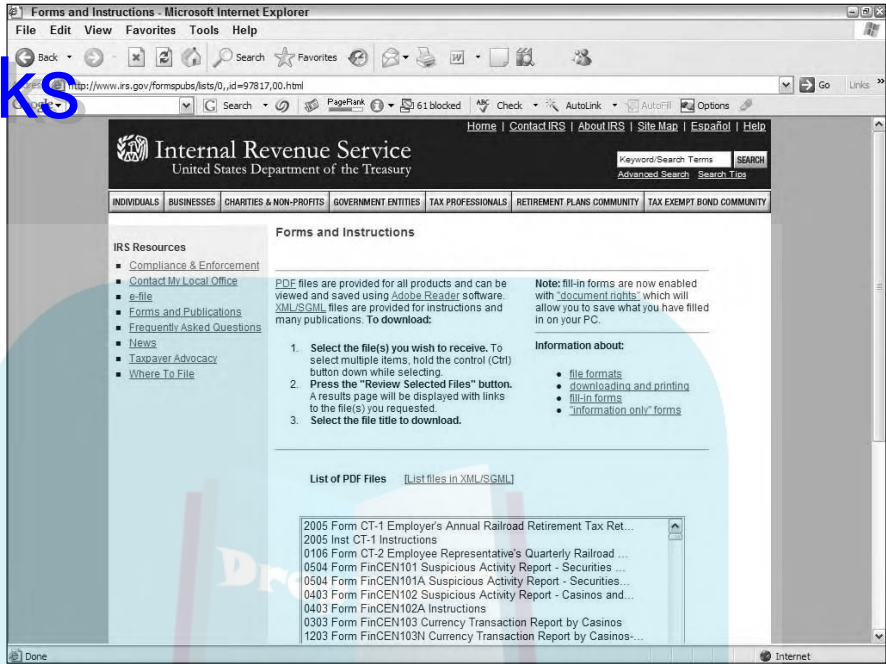 Forms and Instructions - Microsoft Internet Explorer
File Edit View Favorites Tools Help
Back Search Favorites
ks
http://www.irs.gov/formspubs/lists/0,,id=97817,00.html Go Links »
Search PageRank 61 blocked ABC Check AutoLink AutoFill Options
Home | Contact IRS | About IRS | Site Map | Español | Help
Internal Revenue Service
United States Department of the Treasury
Keyword/Search Terms SEARCH
Advanced Search Search Tips
INDIVIDUALS BUSINESSES CHARITIES & NON-PROFITS GOVERNMENT ENTITIES TAX PROFESSIONALS RETIREMENT PLANS COMMUNITY TAX EXEMPT BOND COMMUNITY
IRS Resources
Compliance & Enforcement
Contact My Local Office
e-file
Forms and Publications
Frequently Asked Questions
News
Taxpayer Advocacy
Where To File
Forms and Instructions
PDF files are provided for all products and can be
viewed and saved using Adobe Reader software.
XML/SGML files are provided for instructions and
many publications. To download:
1. Select the file(s) you wish to receive. To
select multiple items, hold the control (Ctrl)
button down while selecting.
2. Press the "Review Selected Files" button.
A results page will be displayed with links
to the file(s) you requested.
3. Select the file title to download.
Note: fill-in forms are now enabled
with "document rights" which will
allow you to save what you have filled
in on your PC.
Information about:
file formats
downloading and printing
fill-in forms
"information only" forms
List of PDF Files [List files in XML/SGML]
2005 Form CT-1 Employer's Annual Railroad Retirement Tax Ret...
2005 Inst CT-1 Instructions
0106 Form CT-2 Employee Representative's Quarterly Railroad ...
0504 Form FinCEN101 Suspicious Activity Report - Securities ...
0504 Form FinCEN101A Suspicious Activity Report - Securities...
0403 Form FinCEN102 Suspicious Activity Report - Casinos and...
0403 Form FinCEN102A Instructions
0303 Form FinCEN103 Currency Transaction Report by Casinos
1203 Form FinCEN103N Currency Transaction Report by Casinos-...
Done Internet